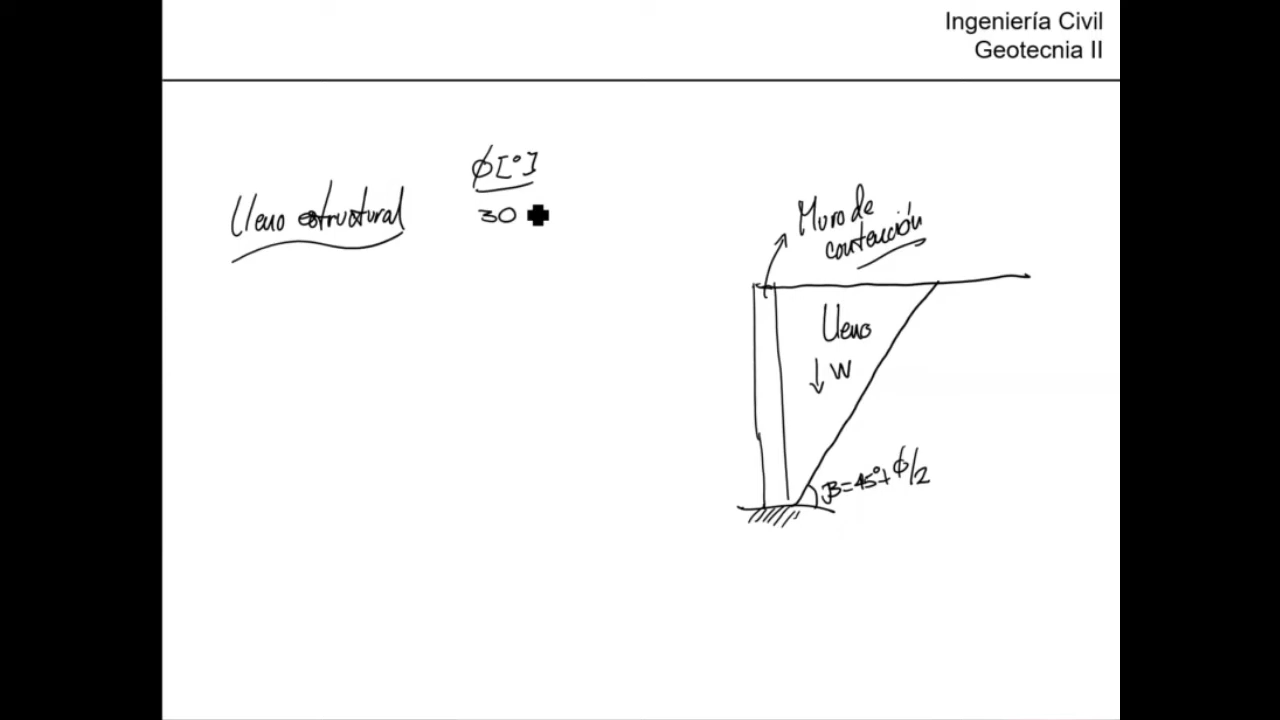 Ingeniería Civil
Geotecnia II
ϕ[°]
Lleno estructural
30
Muro de
contención
Lleno
↓ W
β=45°+ϕ/2